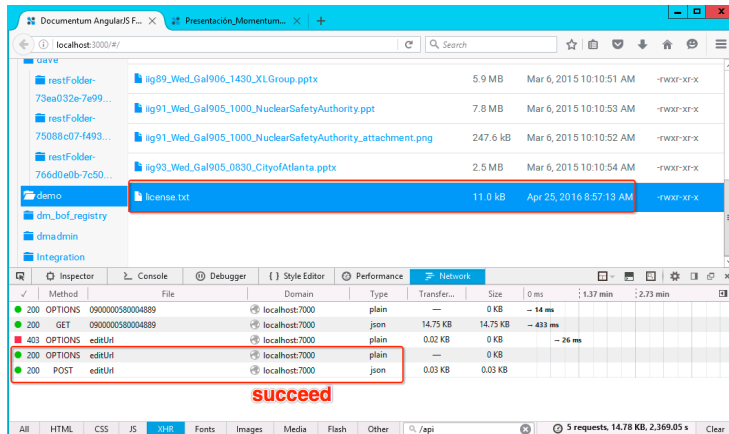 Documentum AngularJS F... × Presentación_Momentum... × +
localhost:3000/#/ Search
dave
restFolder-
73ea032e-7e99...
restFolder-
75088c07-f493...
restFolder-
766d0e0b-7c50...
demo
dm_bof_registry
dmadmin
Integration
iig89_Wed_Gal906_1430_XLGroup.pptx 5.9 MB Mar 6, 2015 10:10:51 AM -rwxr-xr-x
iig91_Wed_Gal905_1000_NuclearSafetyAuthority.ppt 7.8 MB Mar 6, 2015 10:10:53 AM -rwxr-xr-x
iig91_Wed_Gal905_1000_NuclearSafetyAuthority_attachment.png 247.6 kB Mar 6, 2015 10:10:52 AM -rwxr-xr-x
iig93_Wed_Gal905_0830_CityofAtlanta.pptx 2.5 MB Mar 6, 2015 10:10:54 AM -rwxr-xr-x
license.txt 11.0 kB Apr 25, 2016 8:57:13 AM -rwxr-xr-x
Inspector Console Debugger { } Style Editor Performance Network
✓ Method File Domain Type Transfer... Size 0 ms 1.37 min 2.73 min
200 OPTIONS 0900000580004889 localhost:7000 plain — 0 KB → 14 ms
200 GET 0900000580004889 localhost:7000 json 14.75 KB 14.75 KB → 433 ms
403 OPTIONS editUrl localhost:7000 plain 0.02 KB 0 KB → 26 ms
200 OPTIONS editUrl localhost:7000 plain — 0 KB
200 POST editUrl localhost:7000 json 0.03 KB 0.03 KB
succeed
All HTML CSS JS XHR Fonts Images Media Flash Other /api 5 requests, 14.78 KB, 2,369.05 s Clear